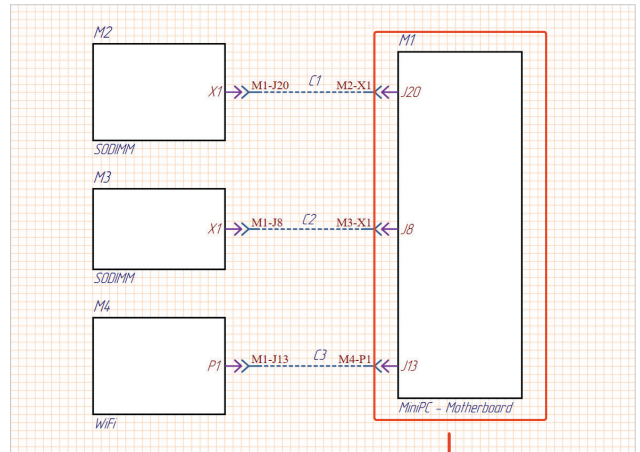 M2
M1
X1 M1-J20 C1 M2-X1 J20
SODIMM
M3
X1 M1-J8 C2 M3-X1 J8
SODIMM
M4
P1 M1-J13 C3 M4-P1 J13
MiniPC - Motherboard
WiFi